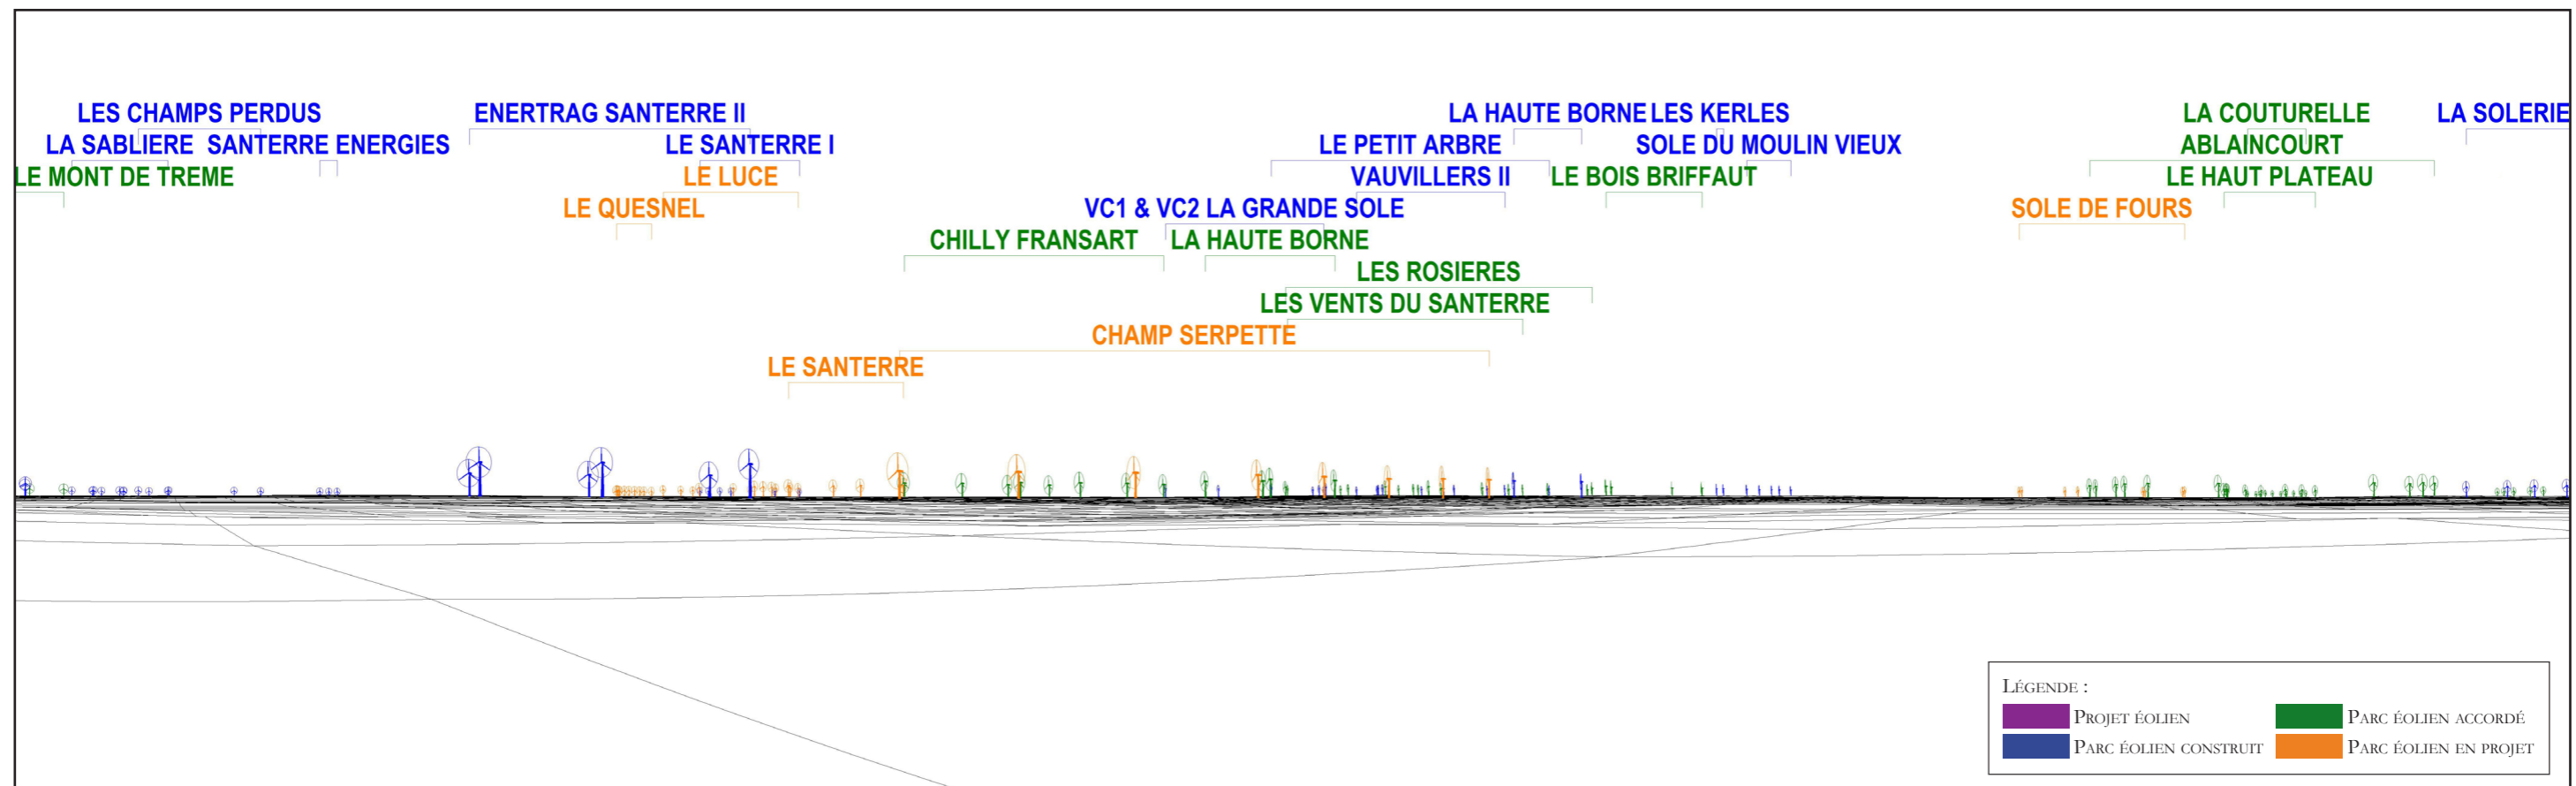 LES CHAMPS PERDUS ENERTRAG SANTERRE II LA HAUTE BORNE LES KERLES LA COUTURELLE LA SOLERIE
LA SABLIERE SANTERRE ENERGIES LE SANTERRE I LE PETIT ARBRE SOLE DU MOULIN VIEUX ABLAINCOURT
LE MONT DE TREME LE LUCE VAUVILLERS II LE BOIS BRIFFAUT LE HAUT PLATEAU
LE QUESNEL VC1 & VC2 LA GRANDE SOLE SOLE DE FOURS
CHILLY FRANSART LA HAUTE BORNE
LES ROSIERES
LES VENTS DU SANTERRE
CHAMP SERPETTE
LE SANTERRE
LÉGENDE :
PROJET ÉOLIEN PARC ÉOLIEN ACCORDÉ
PARC ÉOLIEN CONSTRUIT PARC ÉOLIEN EN PROJET